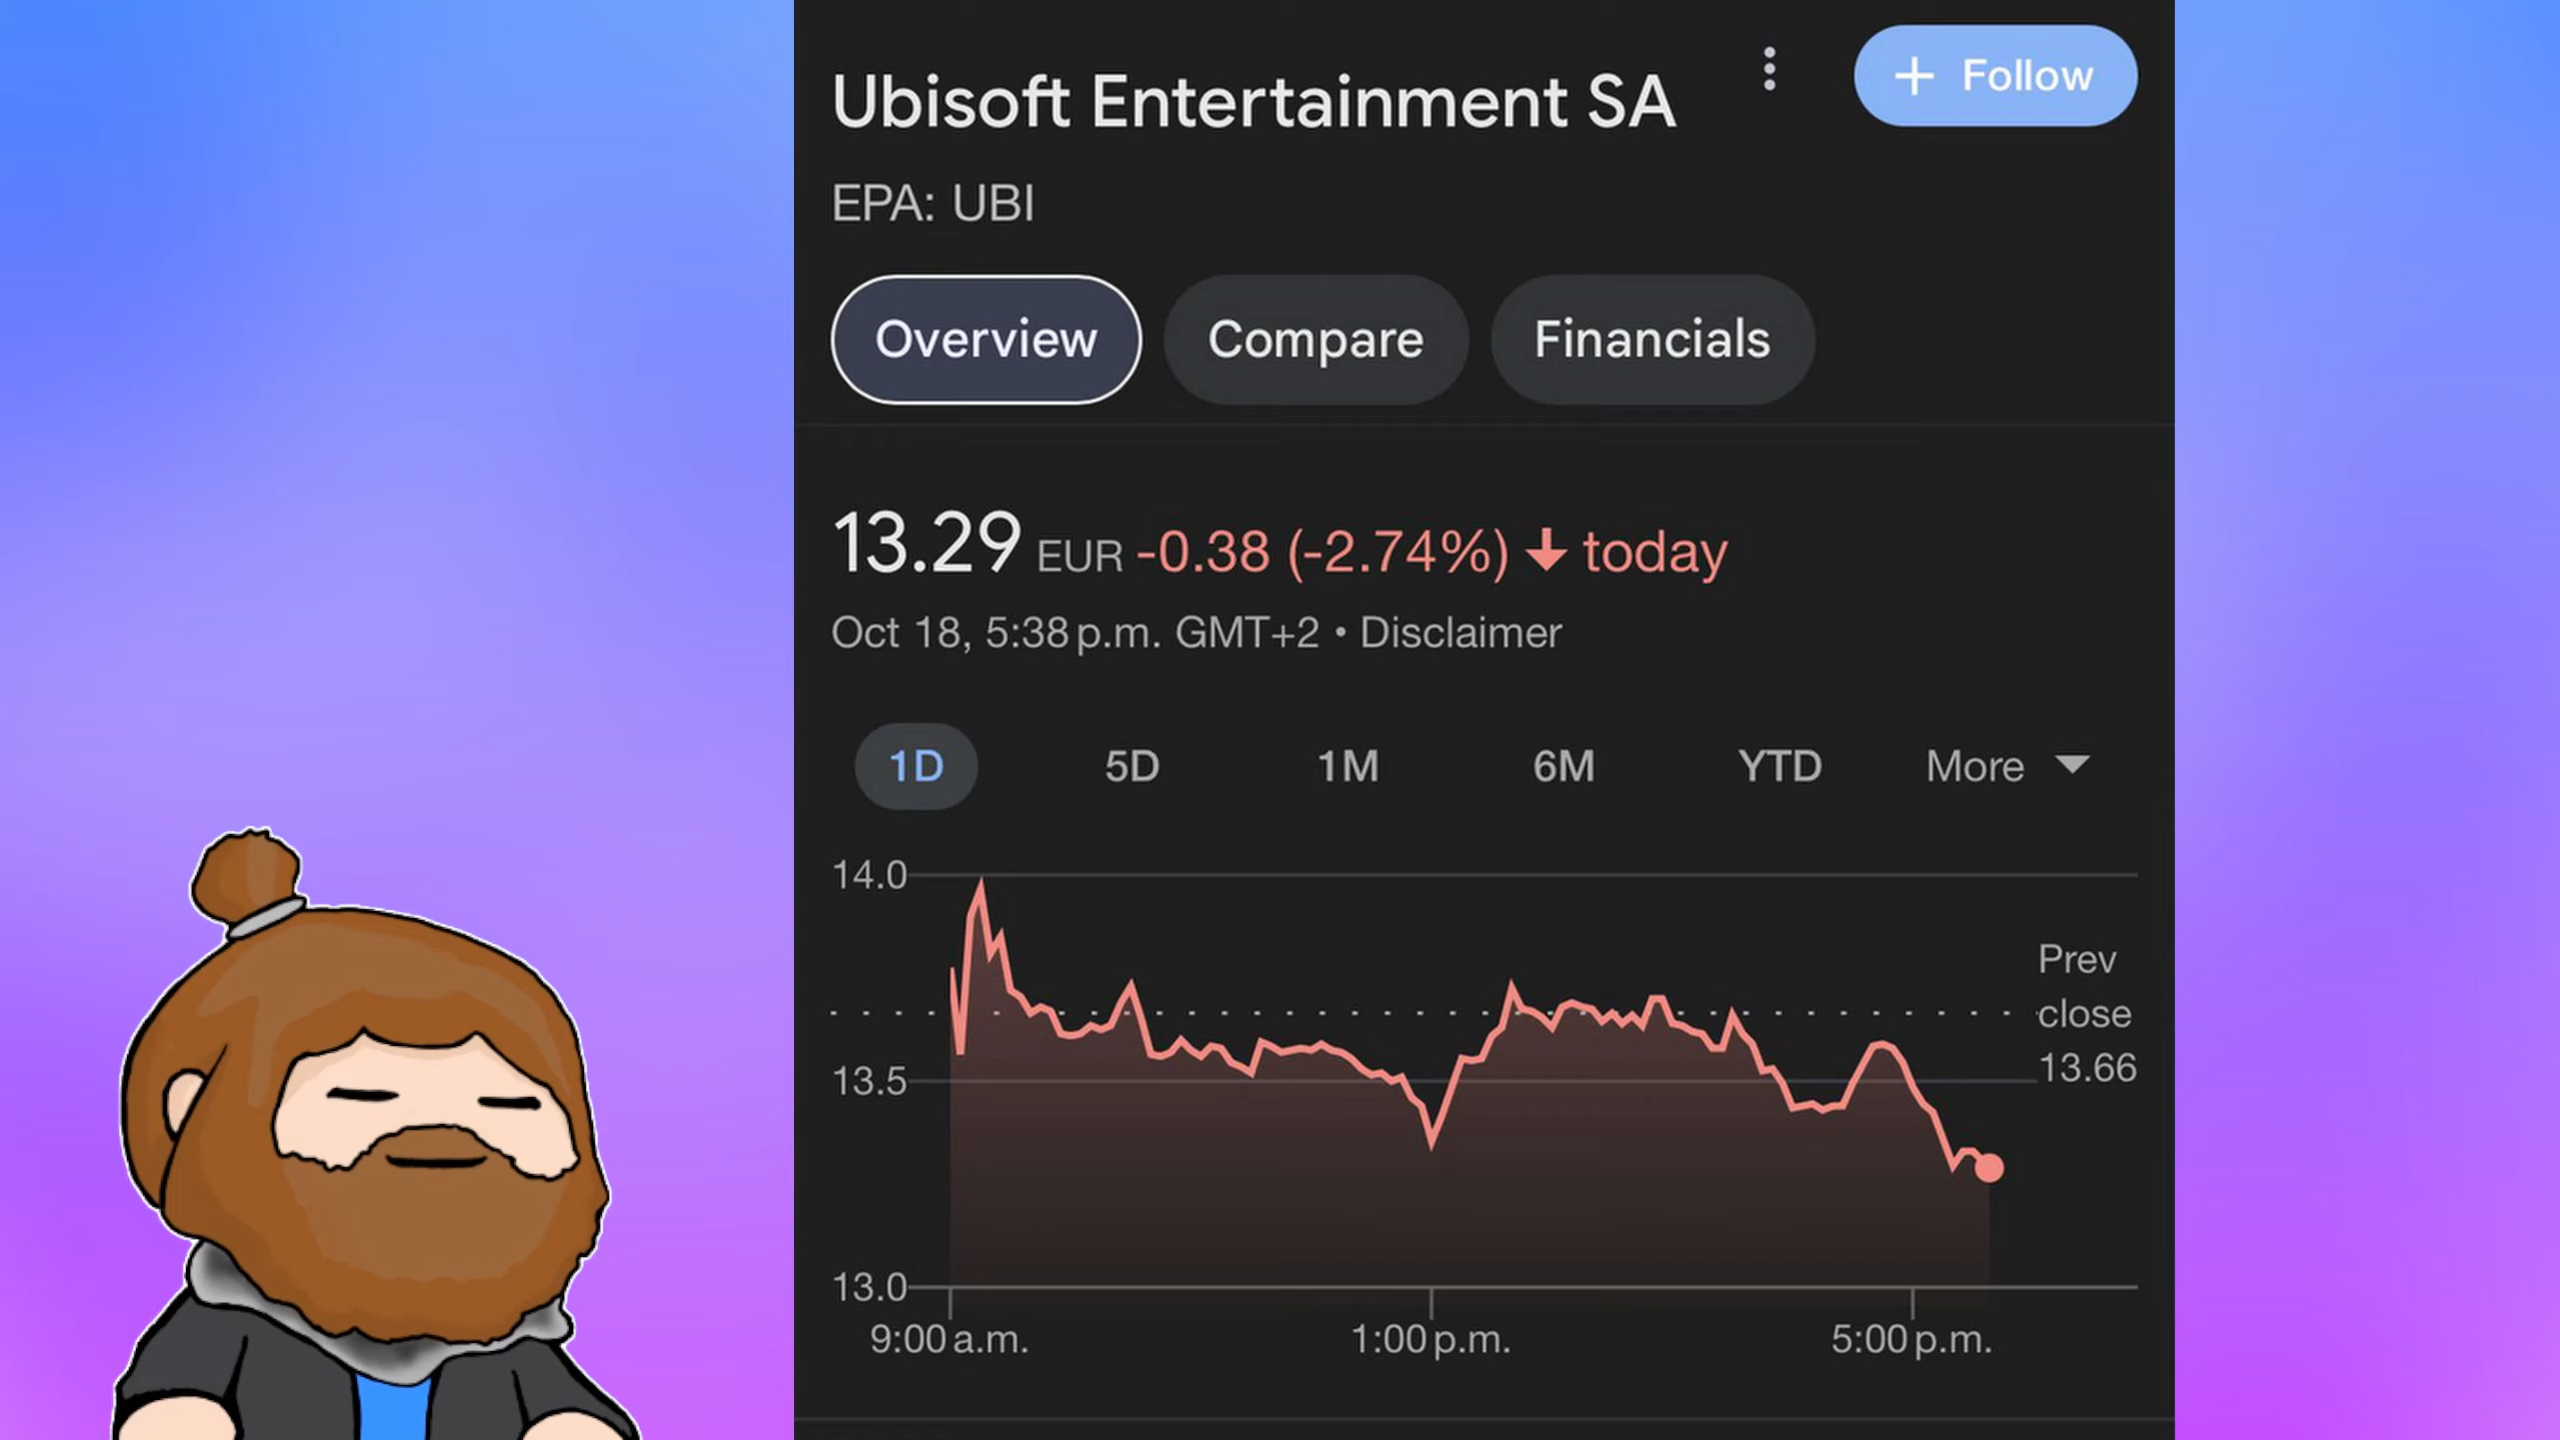 Ubisoft Entertainment SA
+ Follow
EPA: UBI
Overview
Compare
Financials
13.29 EUR -0.38 (-2.74%) ↓ today
Oct 18, 5:38 p.m. GMT+2 • Disclaimer
1D
5D
1M
6M
YTD
More
14.0
13.5
13.0
Prev
close
13.66
9:00 a.m.
1:00 p.m.
5:00 p.m.